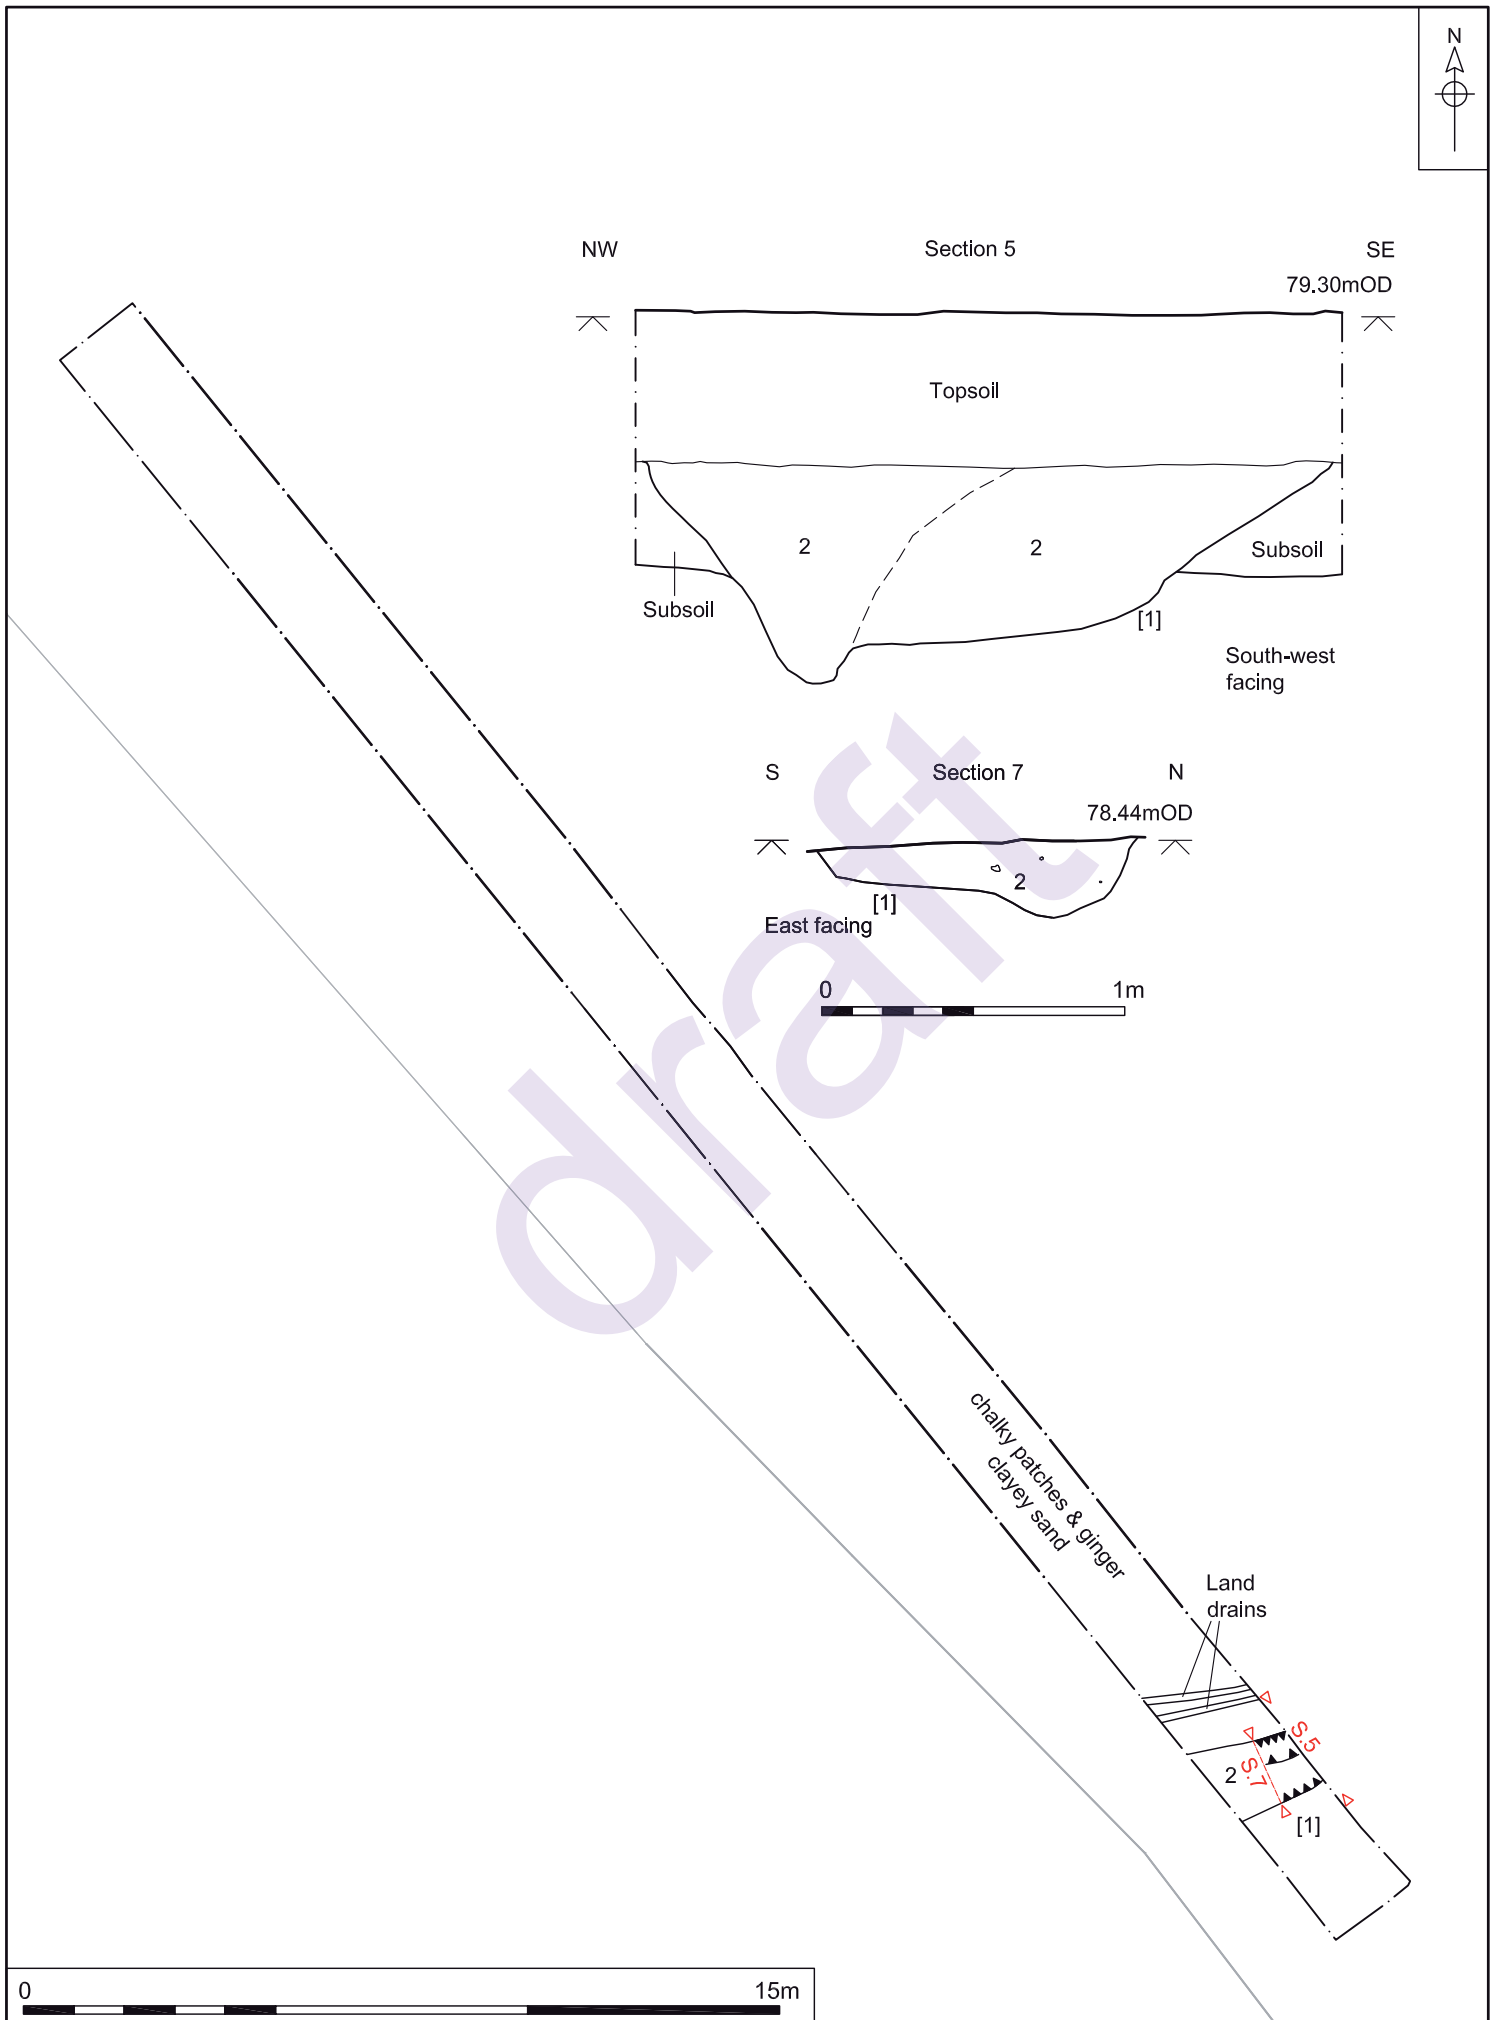 N
NW
Section 5
SE
79.30mOD
Topsoil
2
2
Subsoil
Subsoil
[1]
South-west
facing
S
Section 7
N
78.44mOD
2
[1]
East facing
0
1m
draft
chalky patches & ginger
clayey sand
Land
drains
S.5
S.7
2
[1]
0
15m